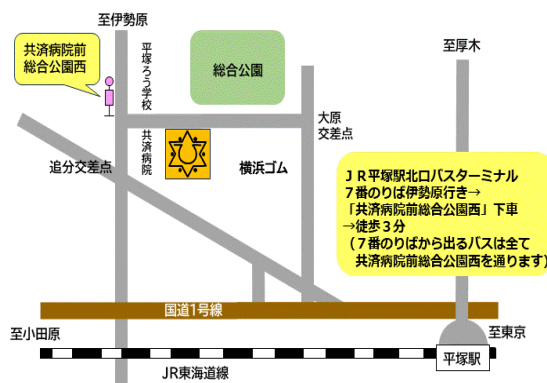 至伊勢原
共済病院前
総合公園西
平塚ろう学校
総合公園
至厚木
大原
交差点
共済病院
追分交差点
横浜ゴム
ＪＲ平塚駅北口バスターミナル
７番のりば伊勢原行き→
「共済病院前総合公園西」下車
→徒歩３分
（７番のりばから出るバスは全て
共済病院前総合公園西を通ります)
国道1号線
至小田原
至東京
平塚駅
JR東海道線